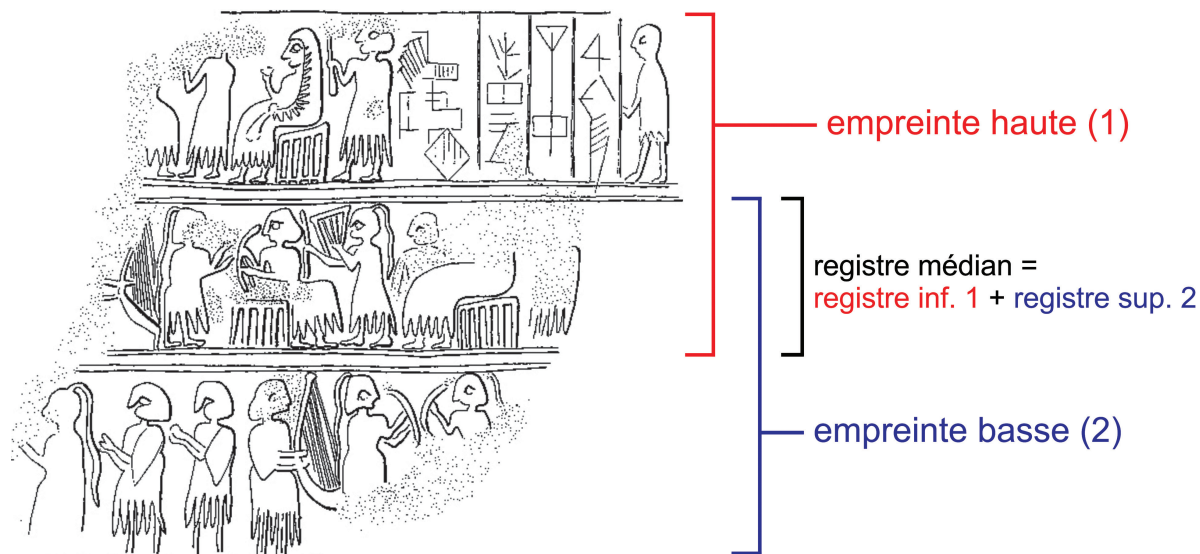 empreinte haute (1)
registre médian =
registre inf. 1 + registre sup. 2
empreinte basse (2)